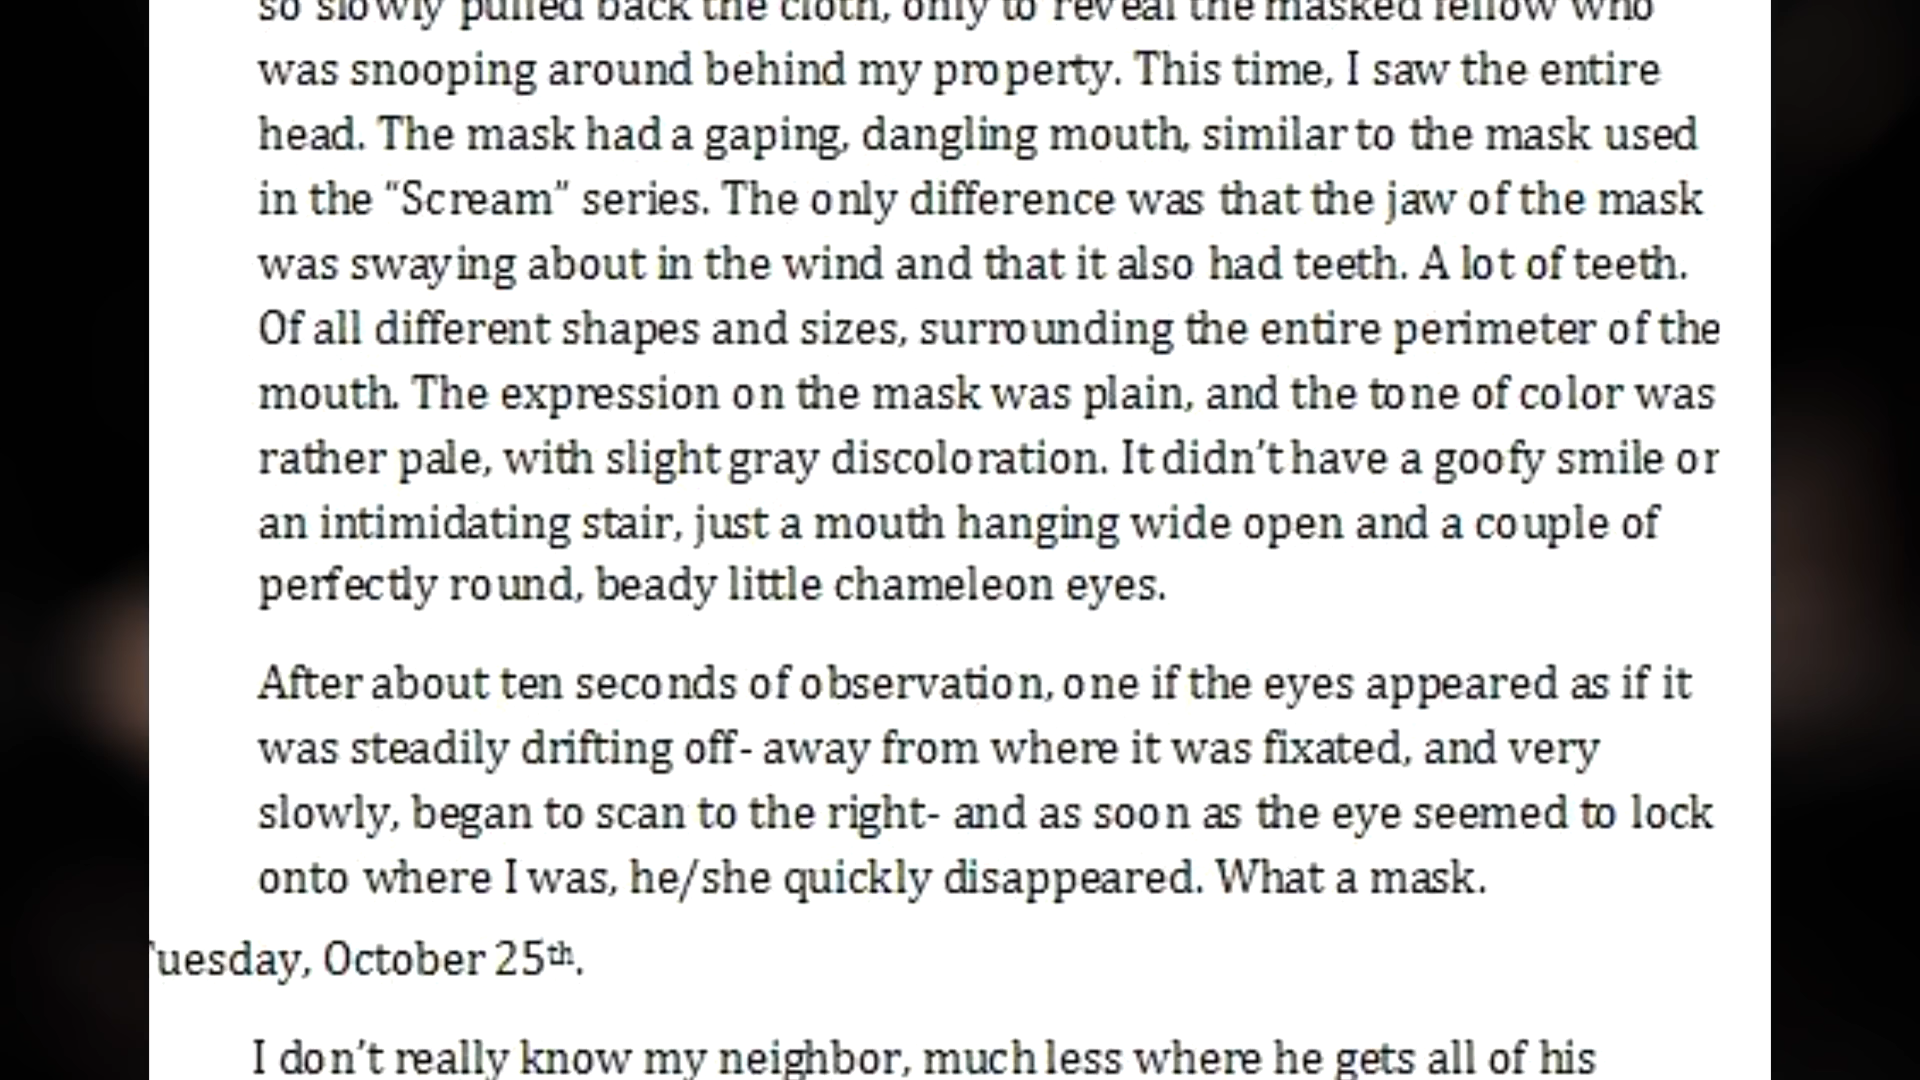 so slowly pulled back the cloth, only to reveal the masked fellow who
was snooping around behind my property. This time, I saw the entire
head. The mask had a gaping, dangling mouth, similar to the mask used
in the “Scream” series. The only difference was that the jaw of the mask
was swaying about in the wind and that it also had teeth. A lot of teeth.
Of all different shapes and sizes, surrounding the entire perimeter of the
mouth. The expression on the mask was plain, and the tone of color was
rather pale, with slight gray discoloration. It didn’t have a goofy smile or
an intimidating stair, just a mouth hanging wide open and a couple of
perfectly round, beady little chameleon eyes.
After about ten seconds of observation, one if the eyes appeared as if it
was steadily drifting off- away from where it was fixated, and very
slowly, began to scan to the right- and as soon as the eye seemed to lock
onto where I was, he/she quickly disappeared. What a mask.
Tuesday, October 25th.
I don’t really know my neighbor, much less where he gets all of his